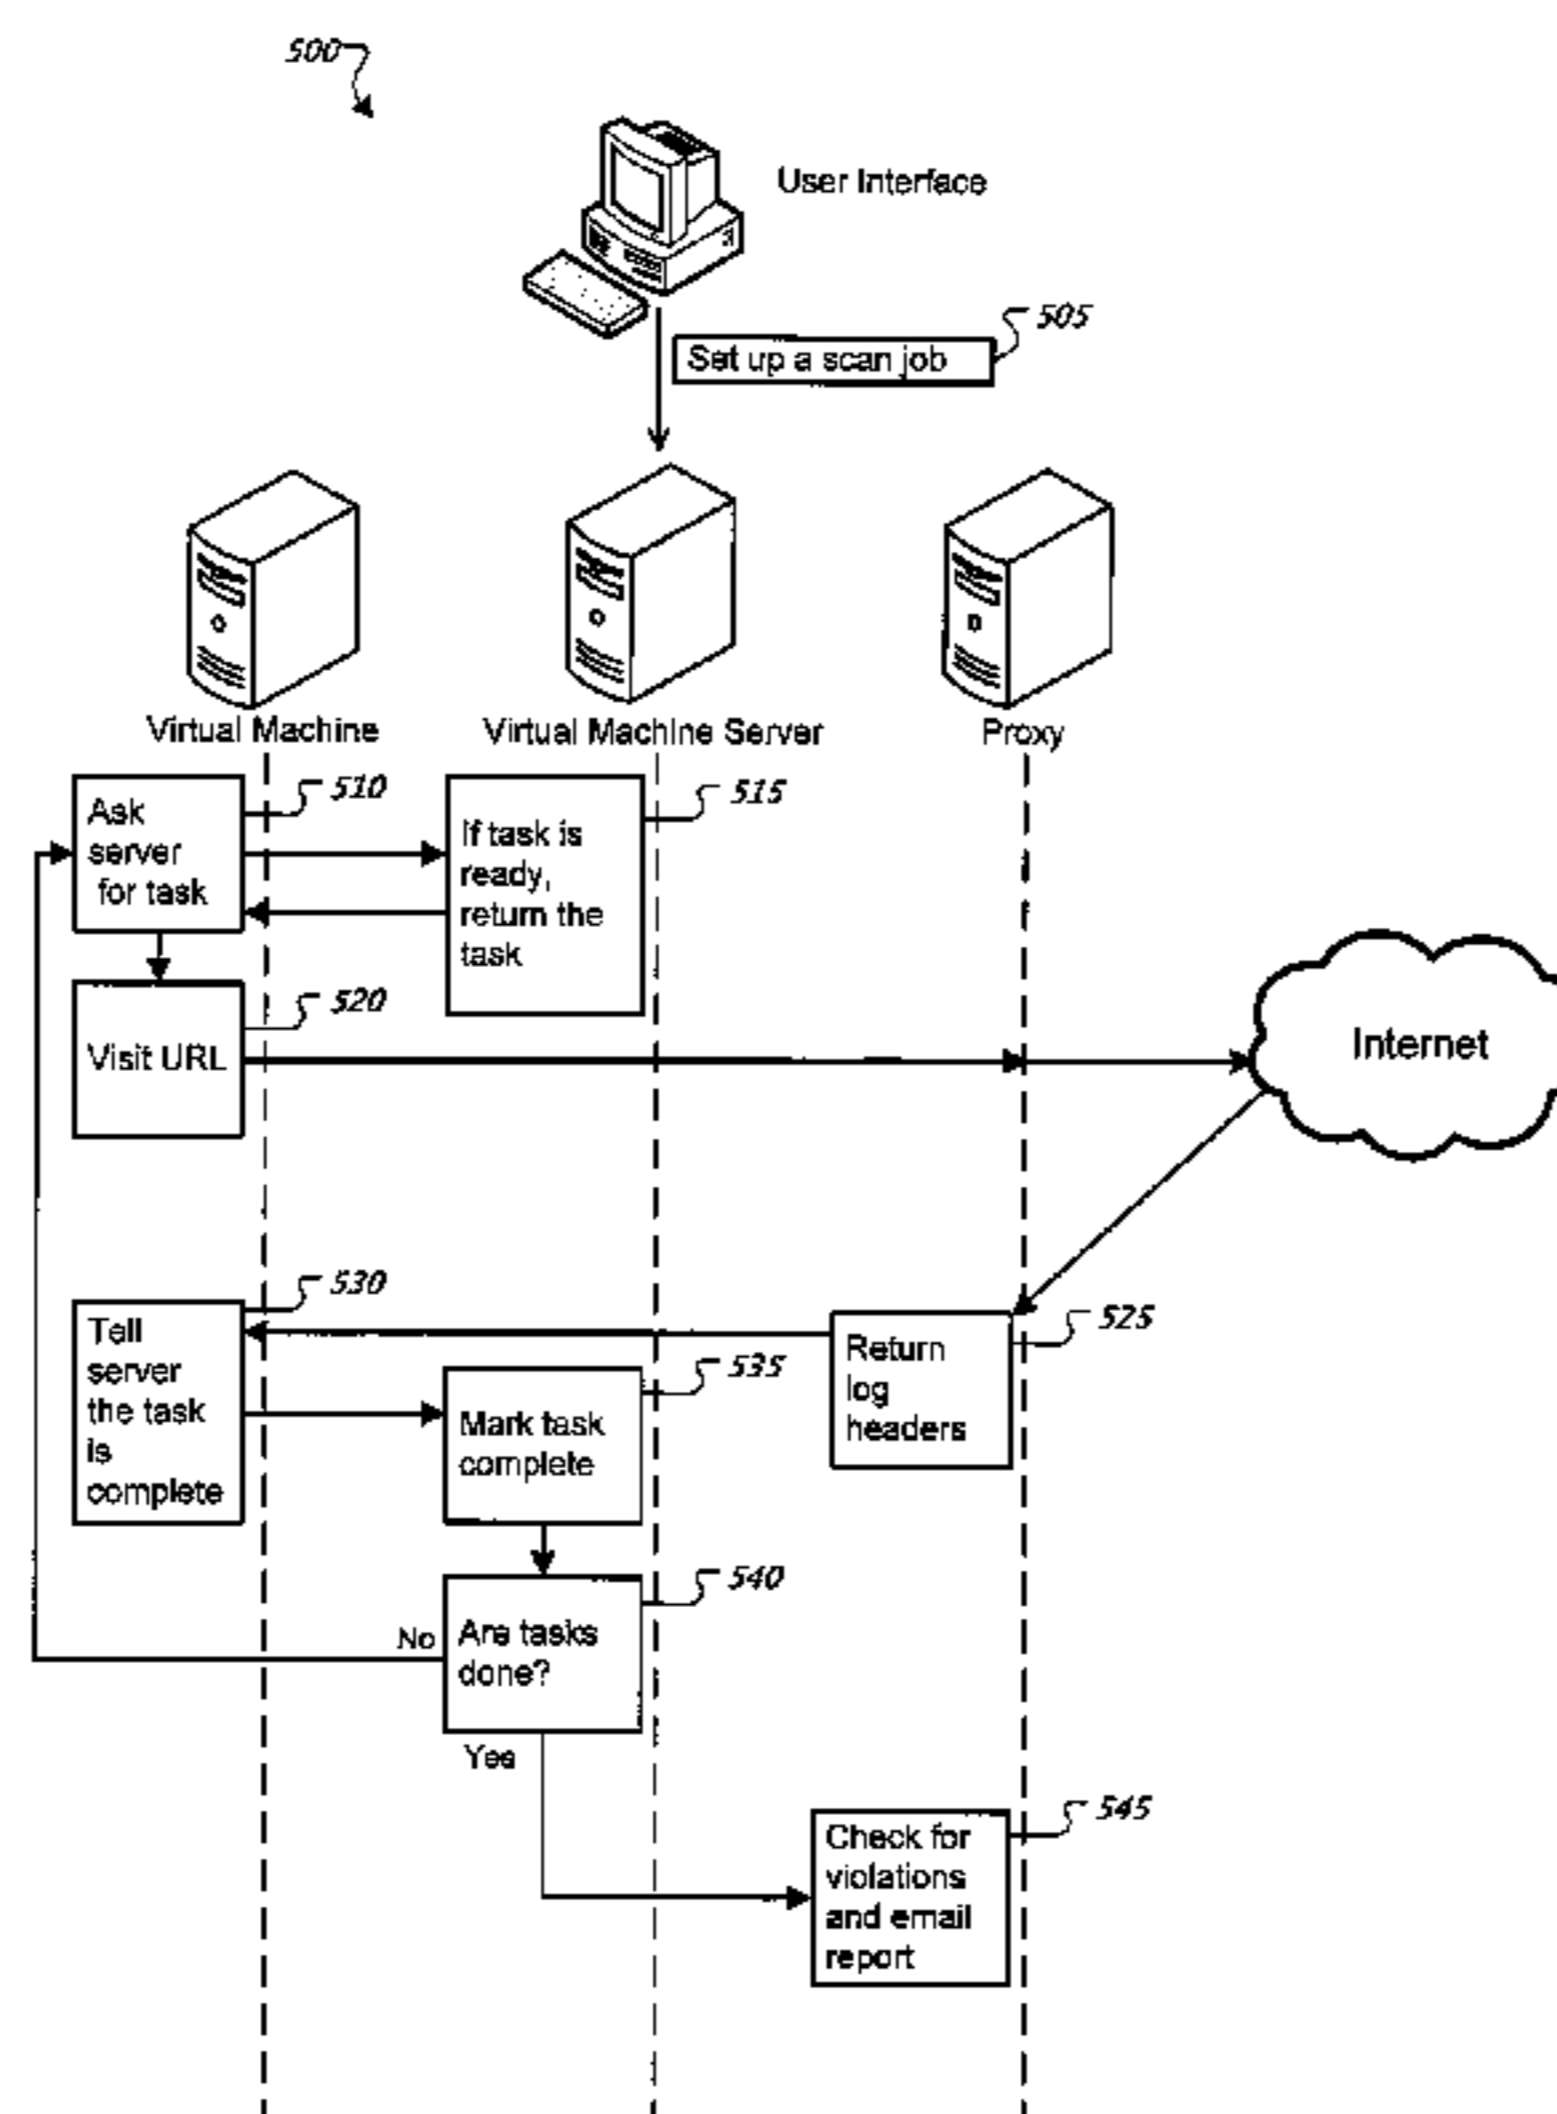 500
User Interface
505
Set up a scan job
Virtual Machine
Virtual Machine Server
Proxy
510
Ask
server
for task
515
If task is
ready,
return the
task
520
Visit URL
Internet
530
Tell
server
the task
is
complete
525
Return
log
headers
535
Mark task
complete
540
Are tasks
done?
No
Yes
545
Check for
violations
and email
report